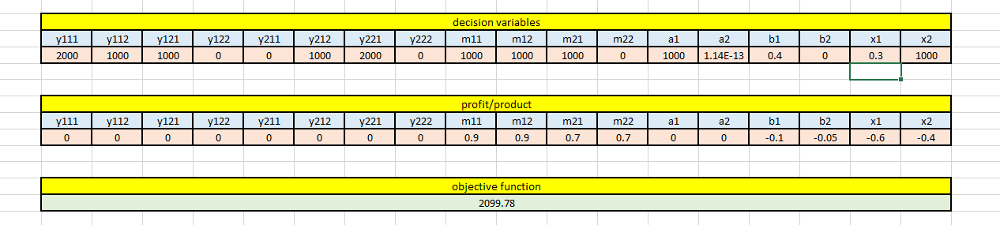 decision variables
y111 y112 y121 y122 y211 y212 y221 y222 m11 m12 m21 m22 a1 a2 b1 b2 x1 x2
2000 1000 1000 0 0 1000 2000 0 1000 1000 1000 0 1000 1.14E-13 0.4 0 0.3 1000
profit/product
y111 y112 y121 y122 y211 y212 y221 y222 m11 m12 m21 m22 a1 a2 b1 b2 x1 x2
0 0 0 0 0 0 0 0 0.9 0.9 0.7 0.7 0 0 -0.1 -0.05 -0.6 -0.4
objective function
2099.78